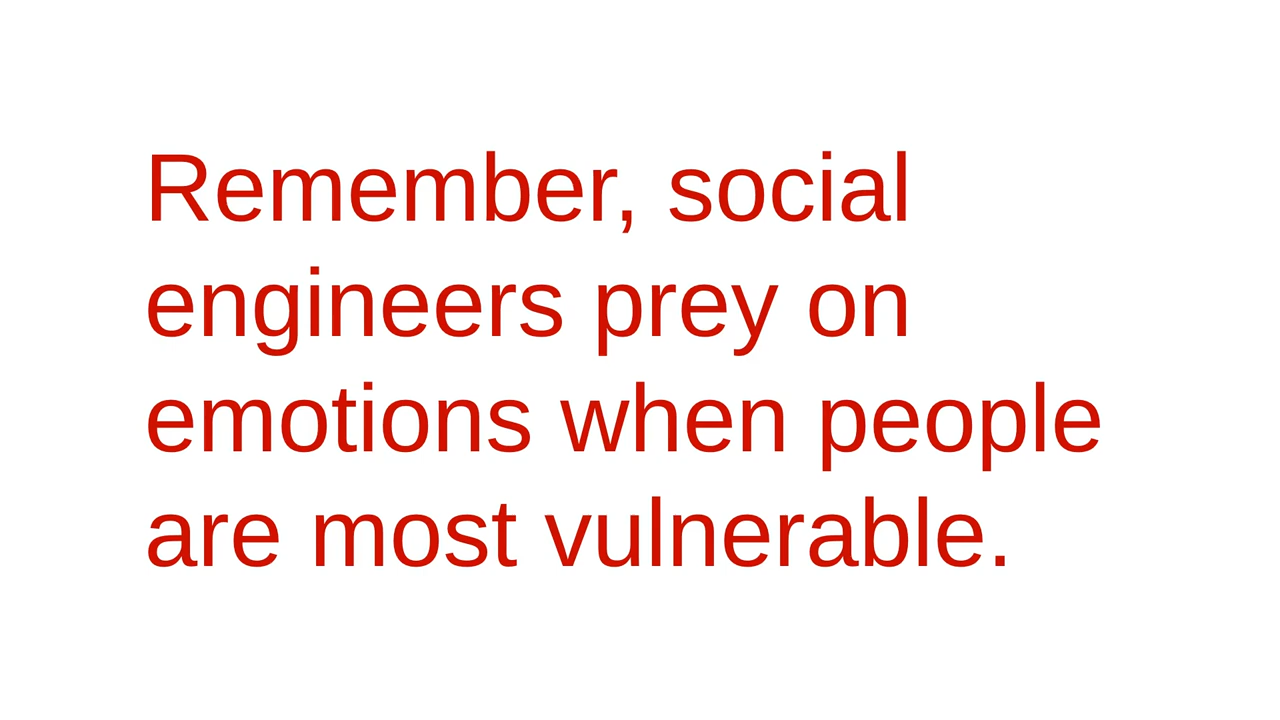 Remember, social
engineers prey on
emotions when people
are most vulnerable.